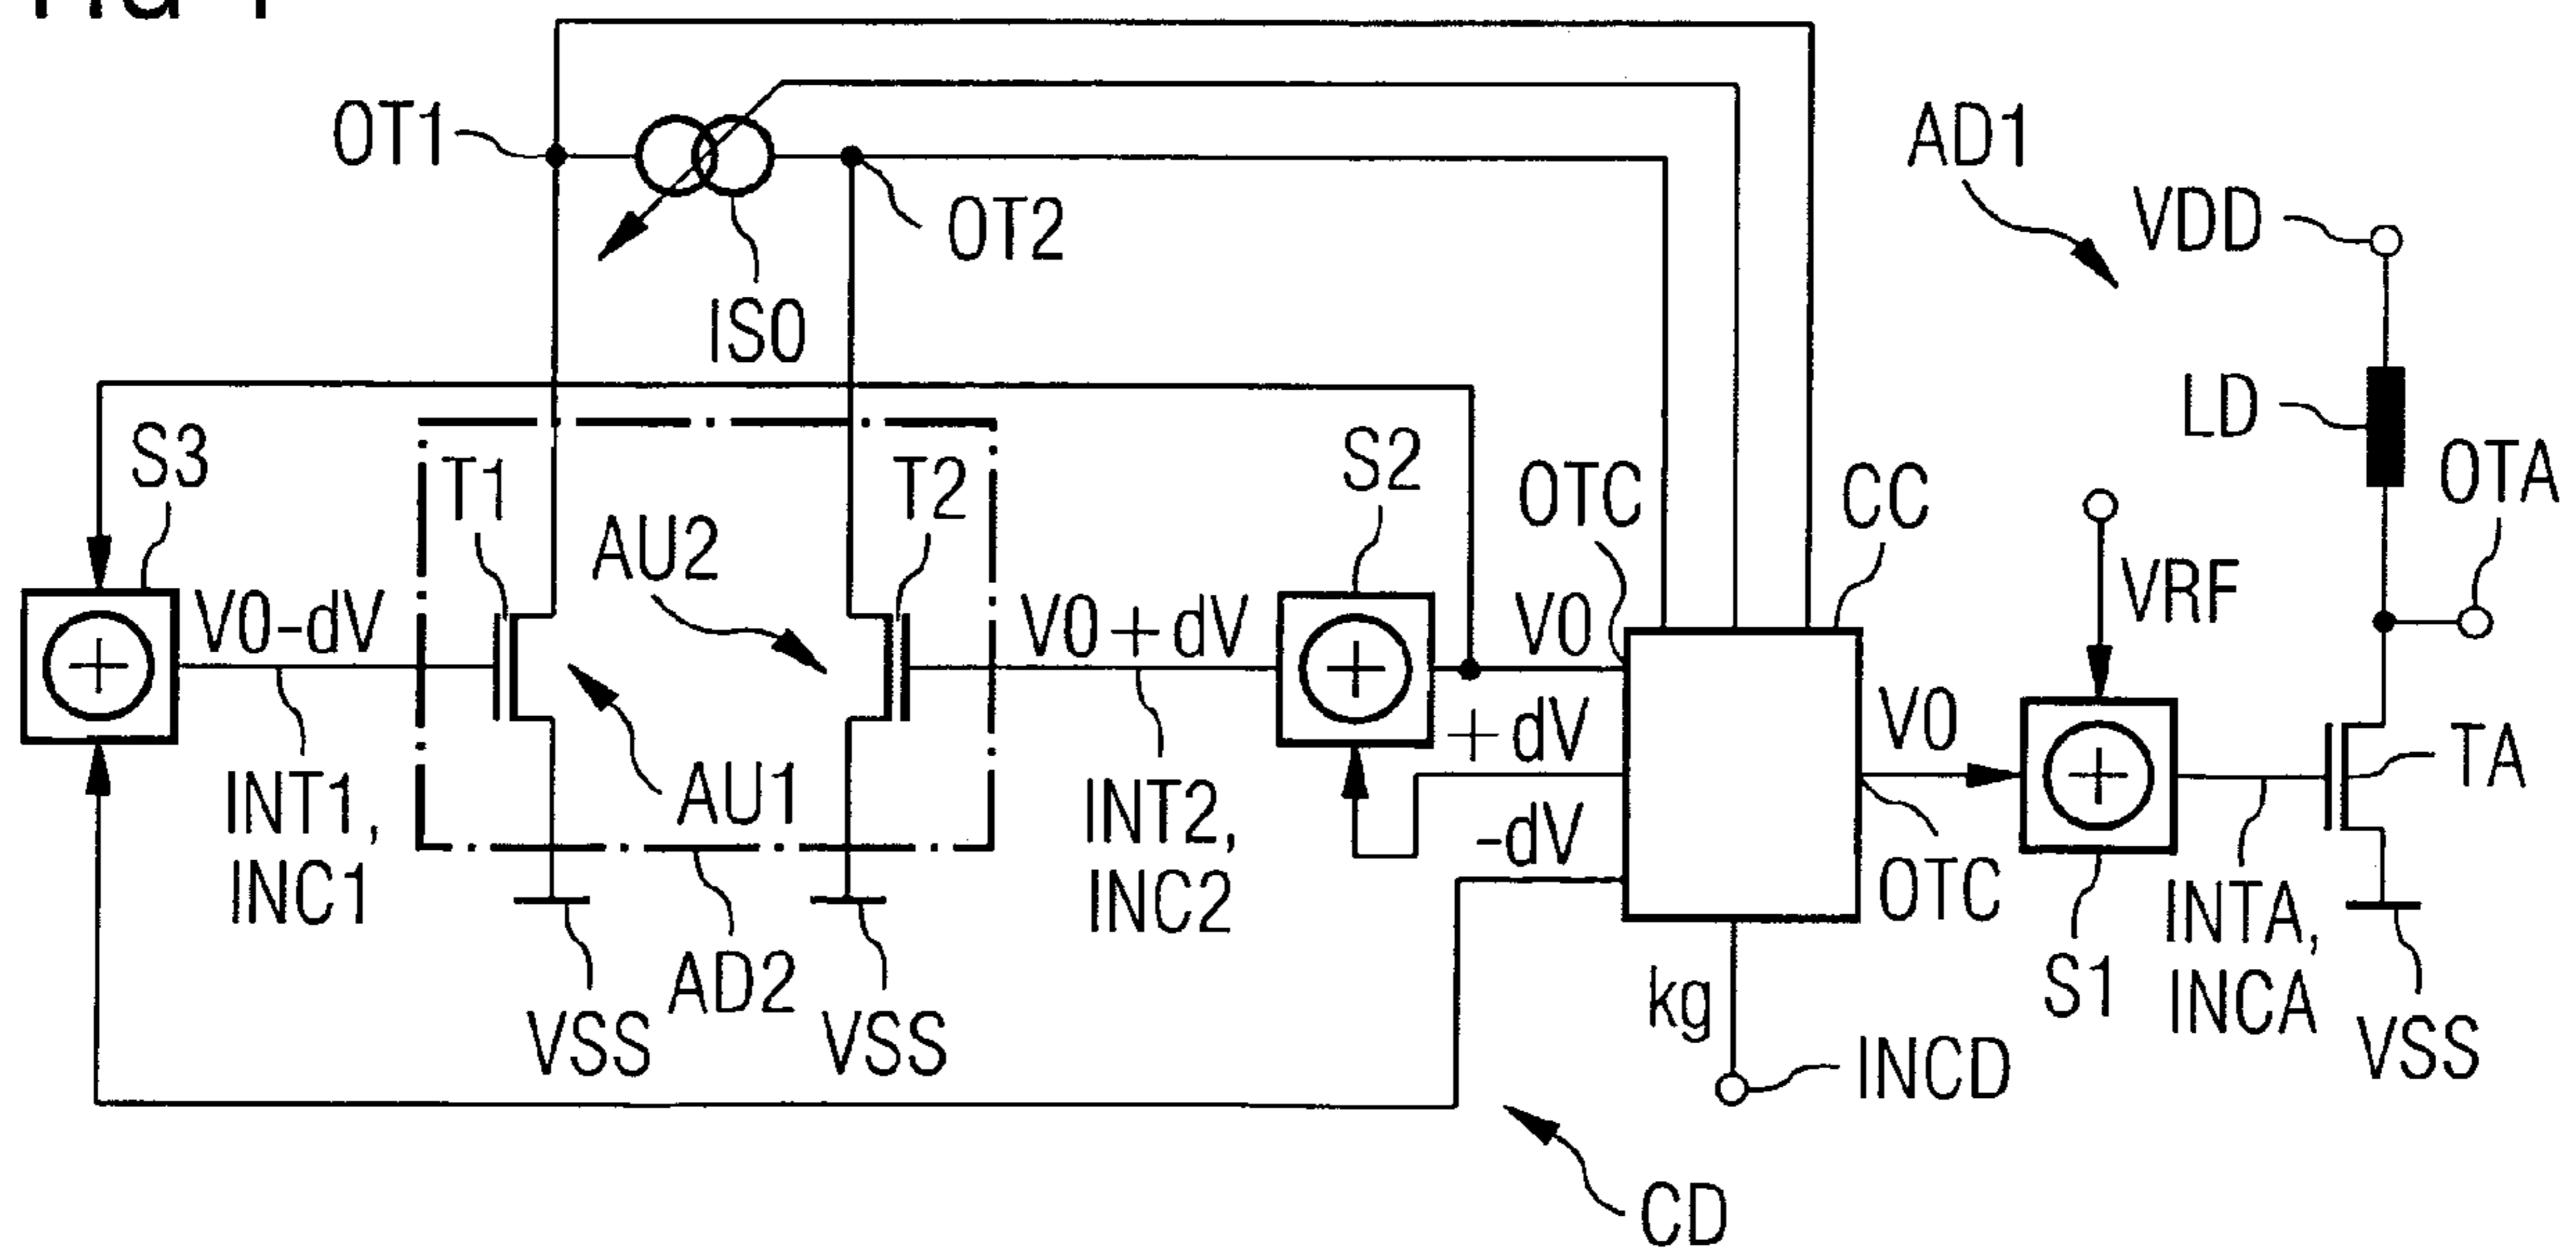 OT1
AD1
VDD
OT2
IS0
LD
S3
T1
T2
S2
OTC
CC
OTA
AU2
V0-dV
V0+dV
V0
VRF
+dV
V0
TA
INT1,
INC1
AU1
INT2,
INC2
-dV
OTC
INTA,
INCA
S1
AD2
kg
VSS
VSS
VSS
INCD
CD